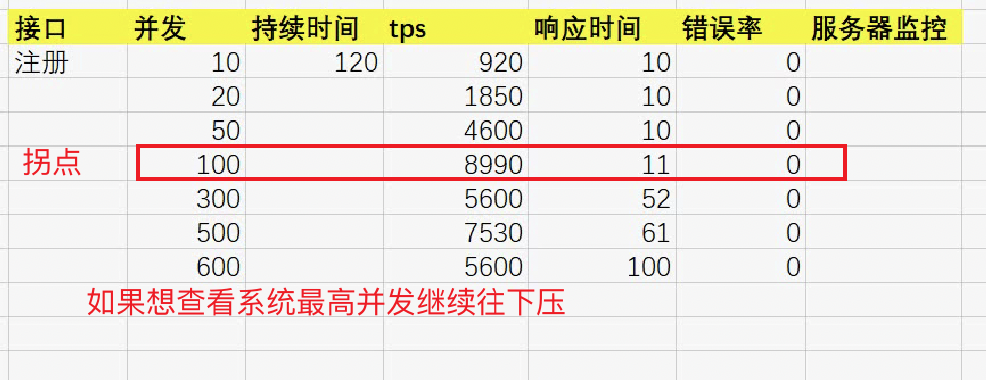 接口 并发 持续时间 tps 响应时间 错误率 服务器监控
注册 10 120 920 10 0
20 1850 10 0
50 4600 10 0
拐点 100 8990 11 0
300 5600 52 0
500 7530 61 0
600 5600 100 0
如果想查看系统最高并发继续往下压